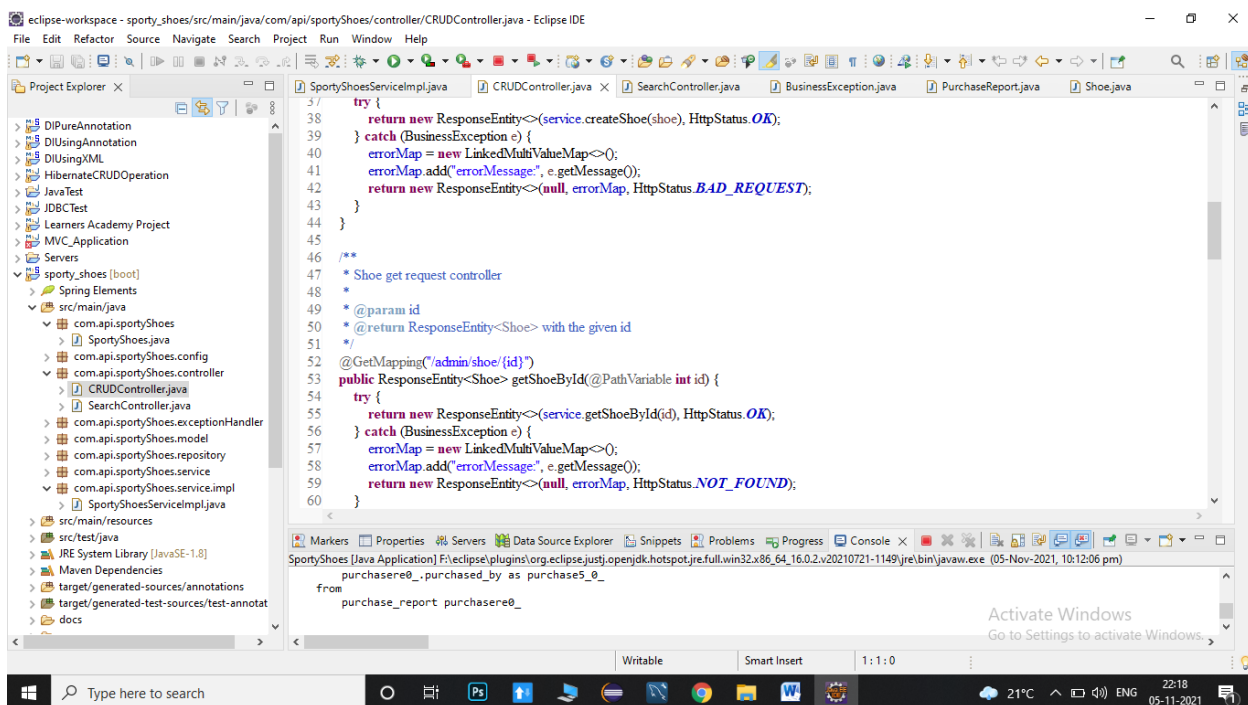 eclipse-workspace - sporty_shoes/src/main/java/com/api/sportyShoes/controller/CRUDController.java - Eclipse IDE
File Edit Refactor Source Navigate Search Project Run Window Help
Project Explorer
SportyShoesServiceImpl.java CRUDController.java SearchController.java BusinessException.java PurchaseReport.java Shoe.java
DIPureAnnotation
DIUsingAnnotation
DIUsingXML
HibernateCRUDOperation
JavaTest
JDBCTest
Learners Academy Project
MVC_Application
Servers
sporty_shoes [boot]
Spring Elements
src/main/java
com.api.sportyShoes
SportyShoes.java
com.api.sportyShoes.config
com.api.sportyShoes.controller
CRUDController.java
SearchController.java
com.api.sportyShoes.exceptionHandler
com.api.sportyShoes.model
com.api.sportyShoes.repository
com.api.sportyShoes.service
com.api.sportyShoes.service.impl
SportyShoesServiceImpl.java
src/main/resources
src/test/java
JRE System Library [JavaSE-1.8]
Maven Dependencies
target/generated-sources/annotations
target/generated-test-sources/test-annotat
docs
37 try {
38 return new ResponseEntity<>(service.createShoe(shoe), HttpStatus.OK);
39 } catch (BusinessException e) {
40 errorMap = new LinkedMultiValueMap<>();
41 errorMap.add("errorMessage:", e.getMessage());
42 return new ResponseEntity<>(null, errorMap, HttpStatus.BAD_REQUEST);
43 }
44 }
45
46 /**
47 * Shoe get request controller
48 *
49 * @param id
50 * @return ResponseEntity<Shoe> with the given id
51 */
52 @GetMapping("/admin/shoe/{id}")
53 public ResponseEntity<Shoe> getShoeById(@PathVariable int id) {
54 try {
55 return new ResponseEntity<>(service.getShoeById(id), HttpStatus.OK);
56 } catch (BusinessException e) {
57 errorMap = new LinkedMultiValueMap<>();
58 errorMap.add("errorMessage:", e.getMessage());
59 return new ResponseEntity<>(null, errorMap, HttpStatus.NOT_FOUND);
60 }
Markers Properties Servers Data Source Explorer Snippets Problems Progress Console
SportyShoes [Java Application] F:\eclipse\plugins\org.eclipse.justj.openjdk.hotspot.jre.full.win32.x86_64_16.0.2.v20210721-1149\jre\bin\javaw.exe (05-Nov-2021, 10:12:06 pm)
purchasere0_.purchased_by as purchase5_0_
from
purchase_report purchasere0_
Activate Windows
Go to Settings to activate Windows.
Writable Smart Insert 1 : 1 : 0
Type here to search
Ps
W
21°C ENG
22:18
05-11-2021